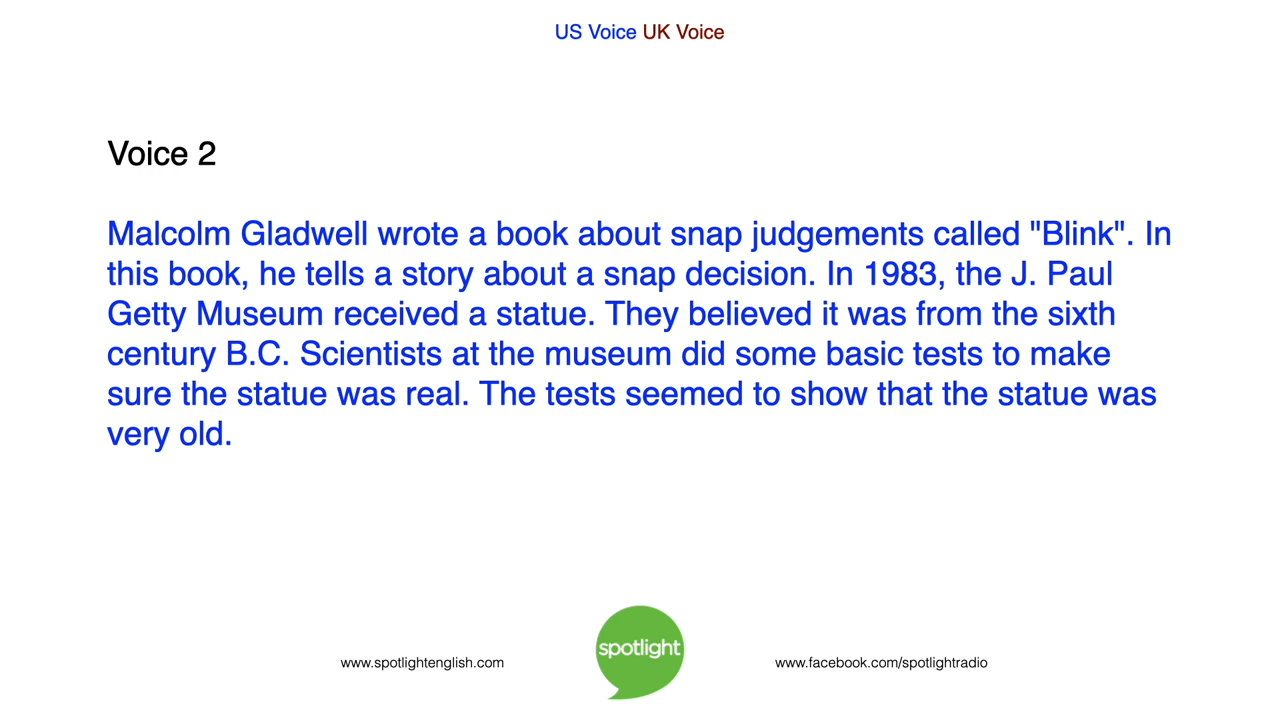 US Voice UK Voice
Voice 2
Malcolm Gladwell wrote a book about snap judgements called "Blink". In
this book, he tells a story about a snap decision. In 1983, the J. Paul
Getty Museum received a statue. They believed it was from the sixth
century B.C. Scientists at the museum did some basic tests to make
sure the statue was real. The tests seemed to show that the statue was
very old.
spotlight
www.spotlightenglish.com
www.facebook.com/spotlightradio